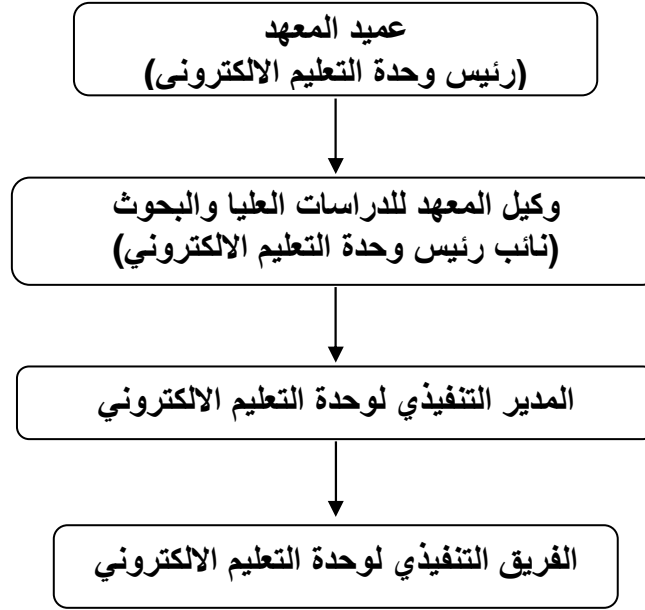 عميد المعهد
(رئيس وحدة التعليم الالكترونى)
وكيل المعهد للدراسات العليا والبحوث
(نائب رئيس وحدة التعليم الالكتروني)
المدير التنفيذي لوحدة التعليم الالكتروني
الفريق التنفيذي لوحدة التعليم الالكتروني